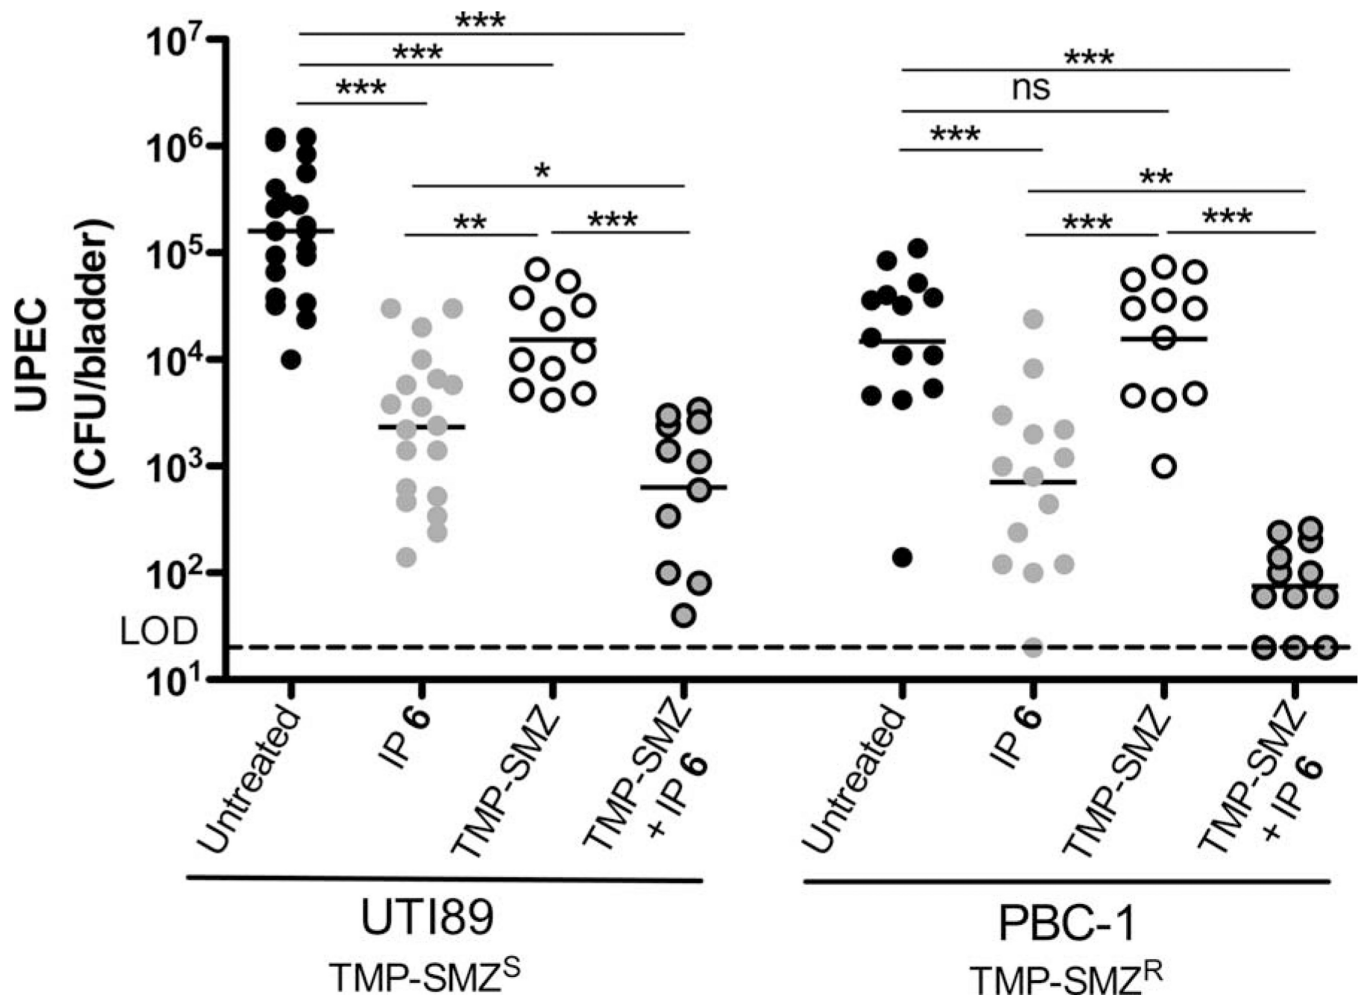 ***
***
***
***
ns
***
*
**
**
***
***
***
10⁷
10⁶
10⁵
10⁴
10³
10²
10¹
UPEC
(CFU/bladder)
LOD
Untreated
IP 6
TMP-SMZ
TMP-SMZ
+ IP 6
Untreated
IP 6
TMP-SMZ
TMP-SMZ
+ IP 6
UTI89
TMP-SMZˢ
PBC-1
TMP-SMZᴿ